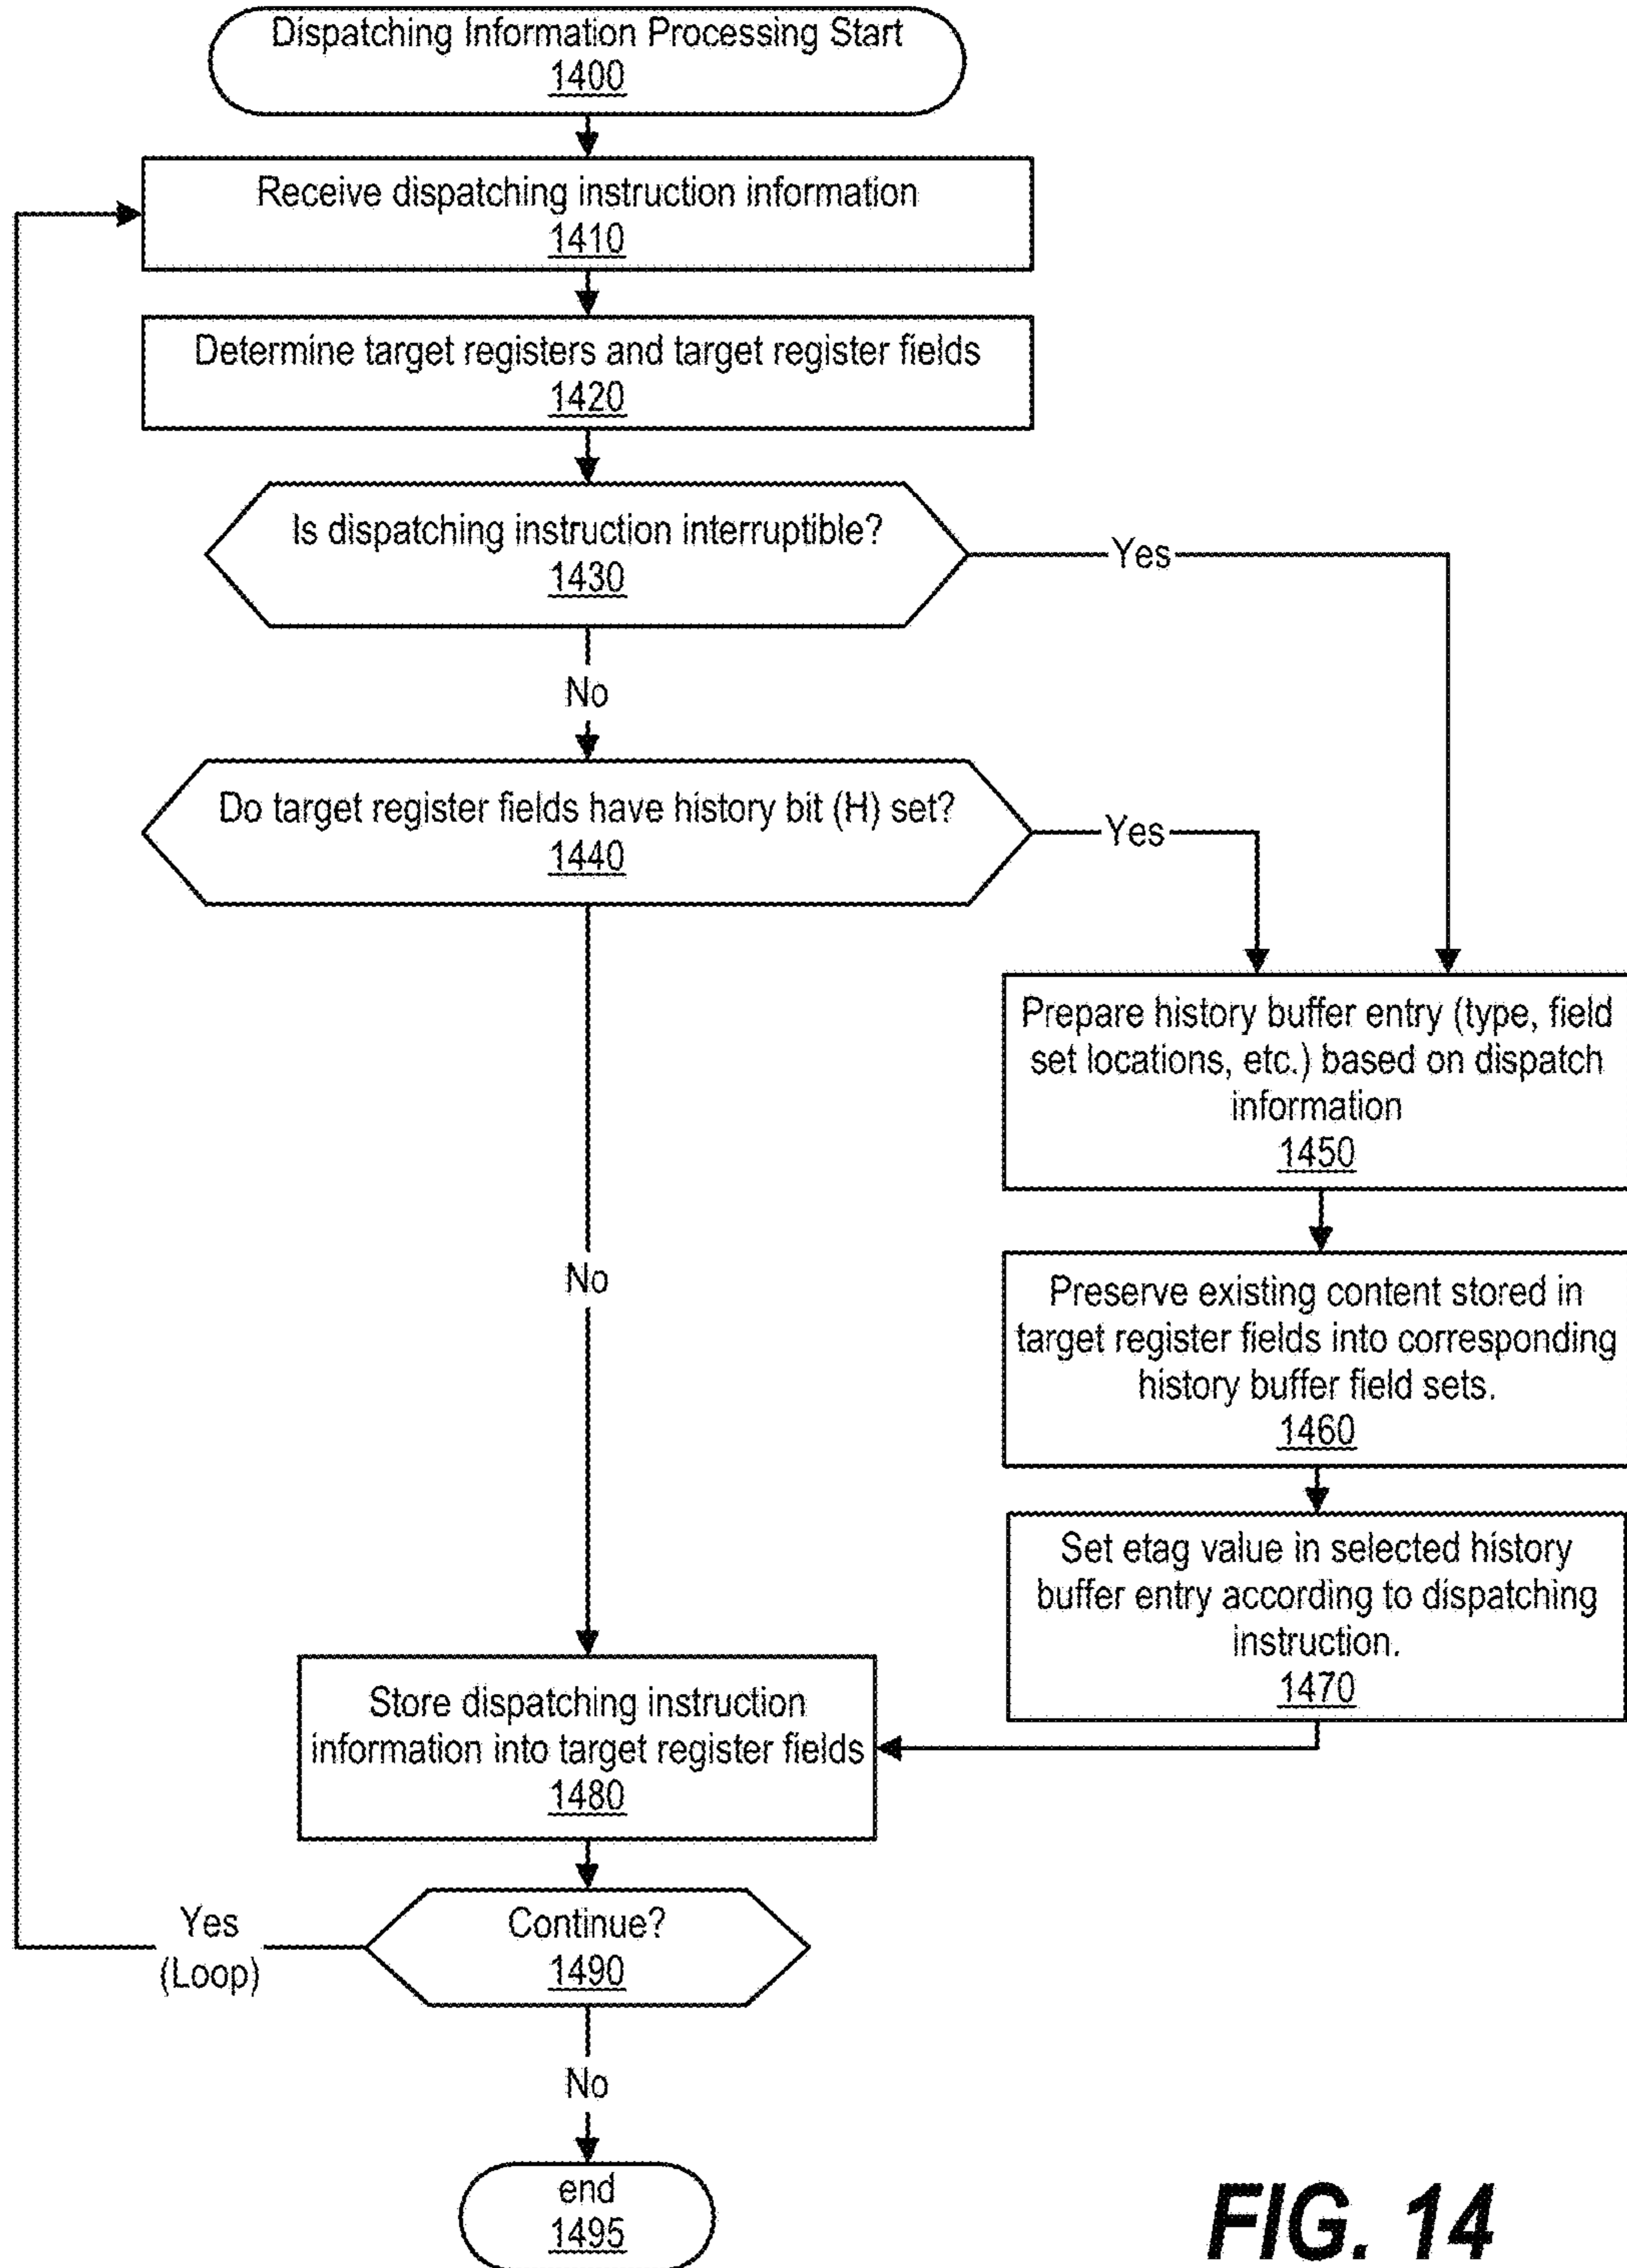 Dispatching Information Processing Start
1400
Receive dispatching instruction information
1410
Determine target registers and target register fields
1420
Is dispatching instruction interruptible?
1430
Yes
No
Do target register fields have history bit (H) set?
1440
Yes
Prepare history buffer entry (type, field
set locations, etc.) based on dispatch
information
1450
No
Preserve existing content stored in
target register fields into corresponding
history buffer field sets.
1460
Set etag value in selected history
buffer entry according to dispatching
instruction.
1470
Store dispatching instruction
information into target register fields
1480
Continue?
1490
Yes
(Loop)
No
end
1495
FIG. 14